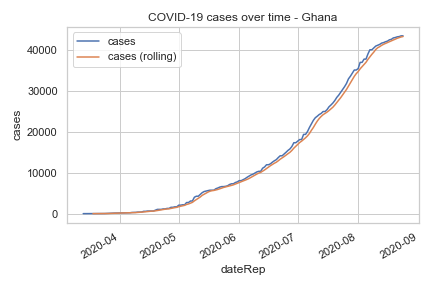 COVID-19 cases over time - Ghana
cases
cases (rolling)
40000
30000
20000
10000
0
cases
2020-04
2020-05
2020-06
2020-07
2020-08
2020-09
dateRep